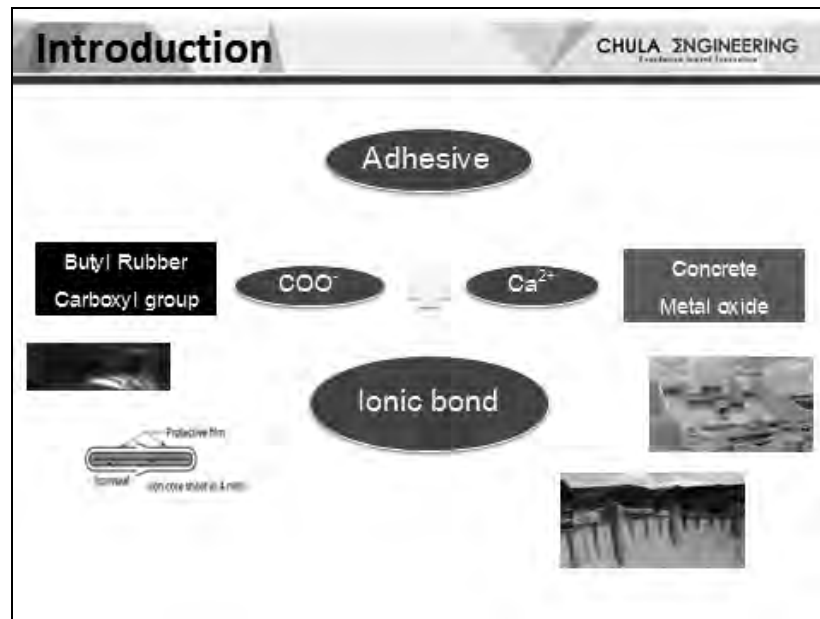 Introduction
CHULA ΣNGINEERING
Adhesive
Butyl Rubber
Carboxyl group
COO⁻
Ca²⁺
Concrete
Metal oxide
Ionic bond
Protective film